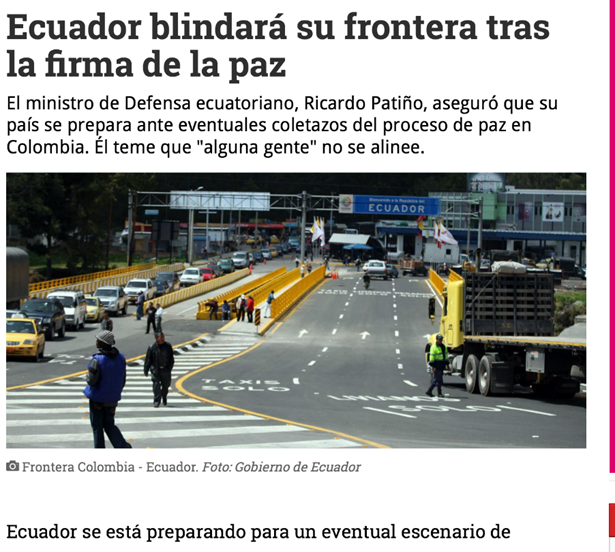 Ecuador blindará su frontera tras
la firma de la paz
El ministro de Defensa ecuatoriano, Ricardo Patiño, aseguró que su
país se prepara ante eventuales coletazos del proceso de paz en
Colombia. Él teme que "alguna gente" no se alinee.
ECUADOR
TAXIS
SOLO
LIVIANOS
SOLO
Frontera Colombia - Ecuador. Foto: Gobierno de Ecuador
Ecuador se está preparando para un eventual escenario de